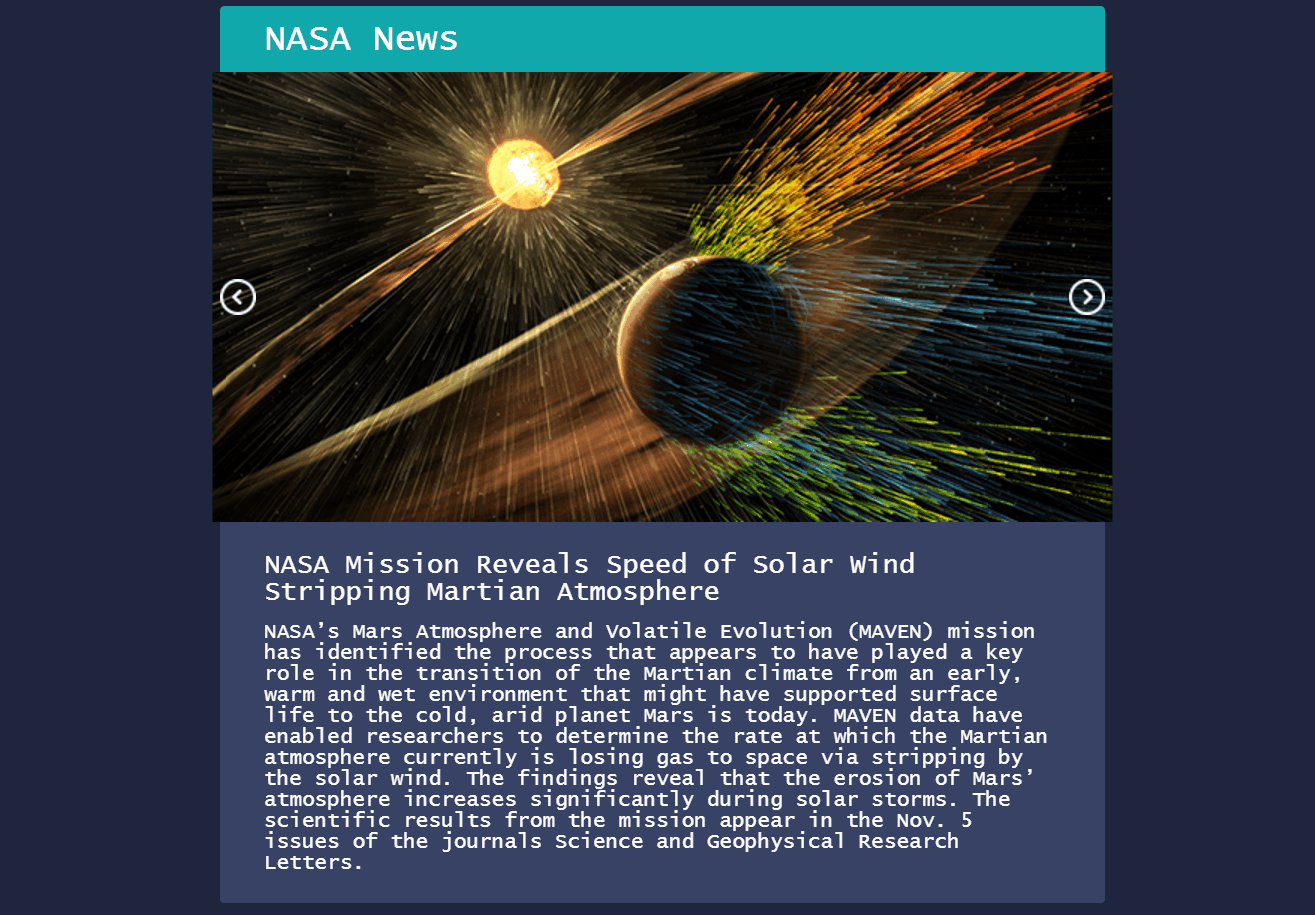 NASA News
NASA Mission Reveals Speed of Solar Wind
Stripping Martian Atmosphere
NASA’s Mars Atmosphere and Volatile Evolution (MAVEN) mission
has identified the process that appears to have played a key
role in the transition of the Martian climate from an early,
warm and wet environment that might have supported surface
life to the cold, arid planet Mars is today. MAVEN data have
enabled researchers to determine the rate at which the Martian
atmosphere currently is losing gas to space via stripping by
the solar wind. The findings reveal that the erosion of Mars’
atmosphere increases significantly during solar storms. The
scientific results from the mission appear in the Nov. 5
issues of the journals Science and Geophysical Research
Letters.